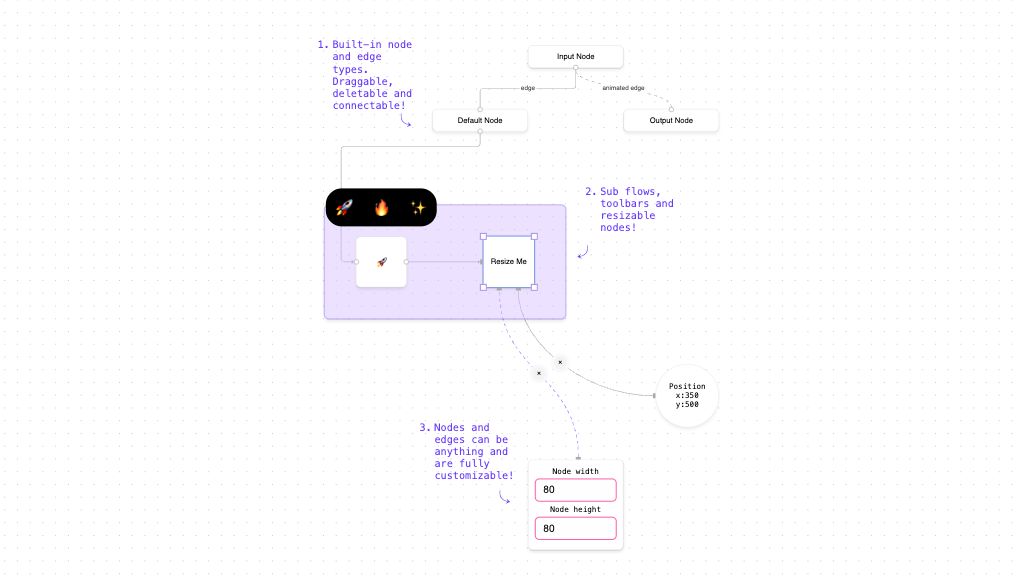 1. Built-in node
and edge
types.
Draggable,
deletable and
connectable!
Input Node
edge
animated edge
Default Node
Output Node
2. Sub flows,
toolbars and
resizable
nodes!
Resize Me
×
×
Position
x:350
y:500
3. Nodes and
edges can be
anything and
are fully
customizable!
Node width
80
Node height
80